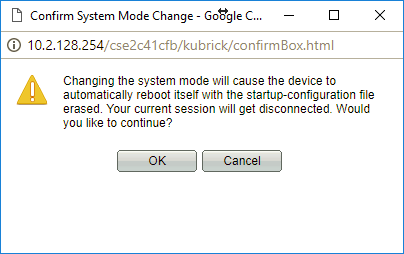 Confirm System Mode Change - Google C...
10.2.128.254/cse2c41cfb/kubrick/confirmBox.html
Changing the system mode will cause the device to
automatically reboot itself with the startup-configuration file
erased. Your current session will get disconnected. Would
you like to continue?
OK Cancel